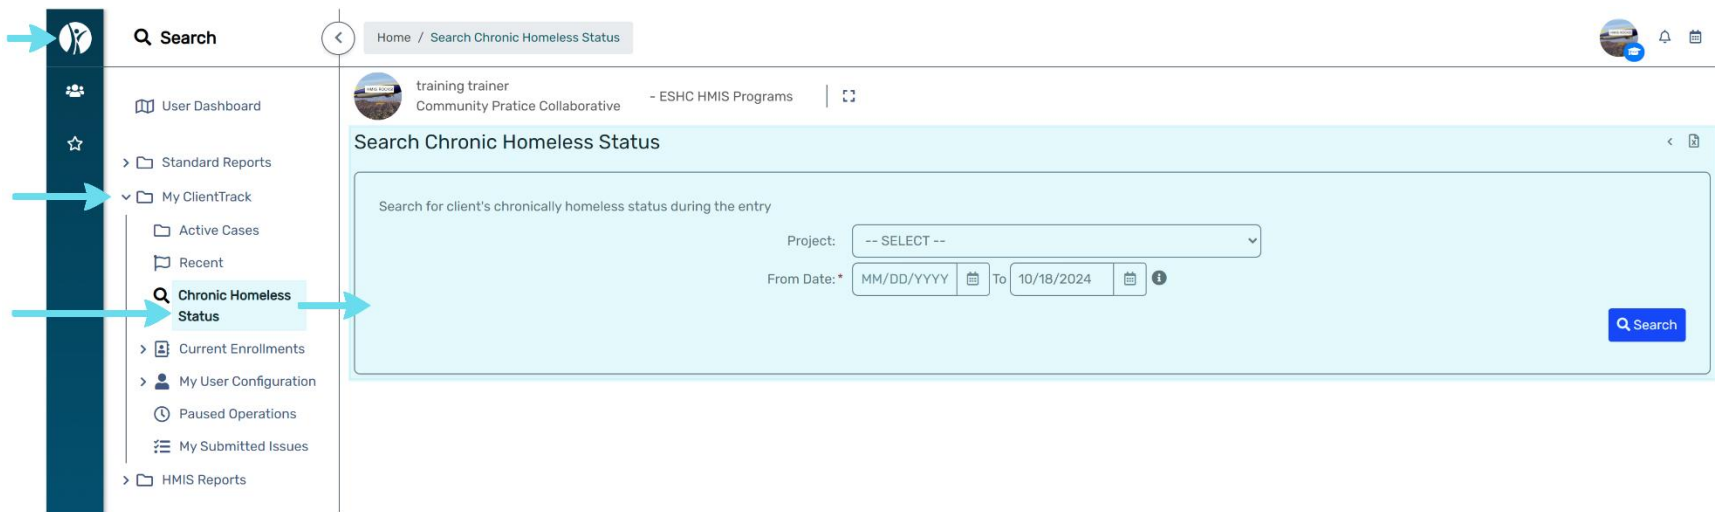 Search
Home / Search Chronic Homeless Status
User Dashboard
Standard Reports
My ClientTrack
Active Cases
Recent
Chronic Homeless
Status
Current Enrollments
My User Configuration
Paused Operations
My Submitted Issues
HMIS Reports
training trainer
Community Pratice Collaborative
- ESHC HMIS Programs
Search Chronic Homeless Status
Search for client's chronically homeless status during the entry
Project: -- SELECT --
From Date:* MM/DD/YYYY To 10/18/2024
Search